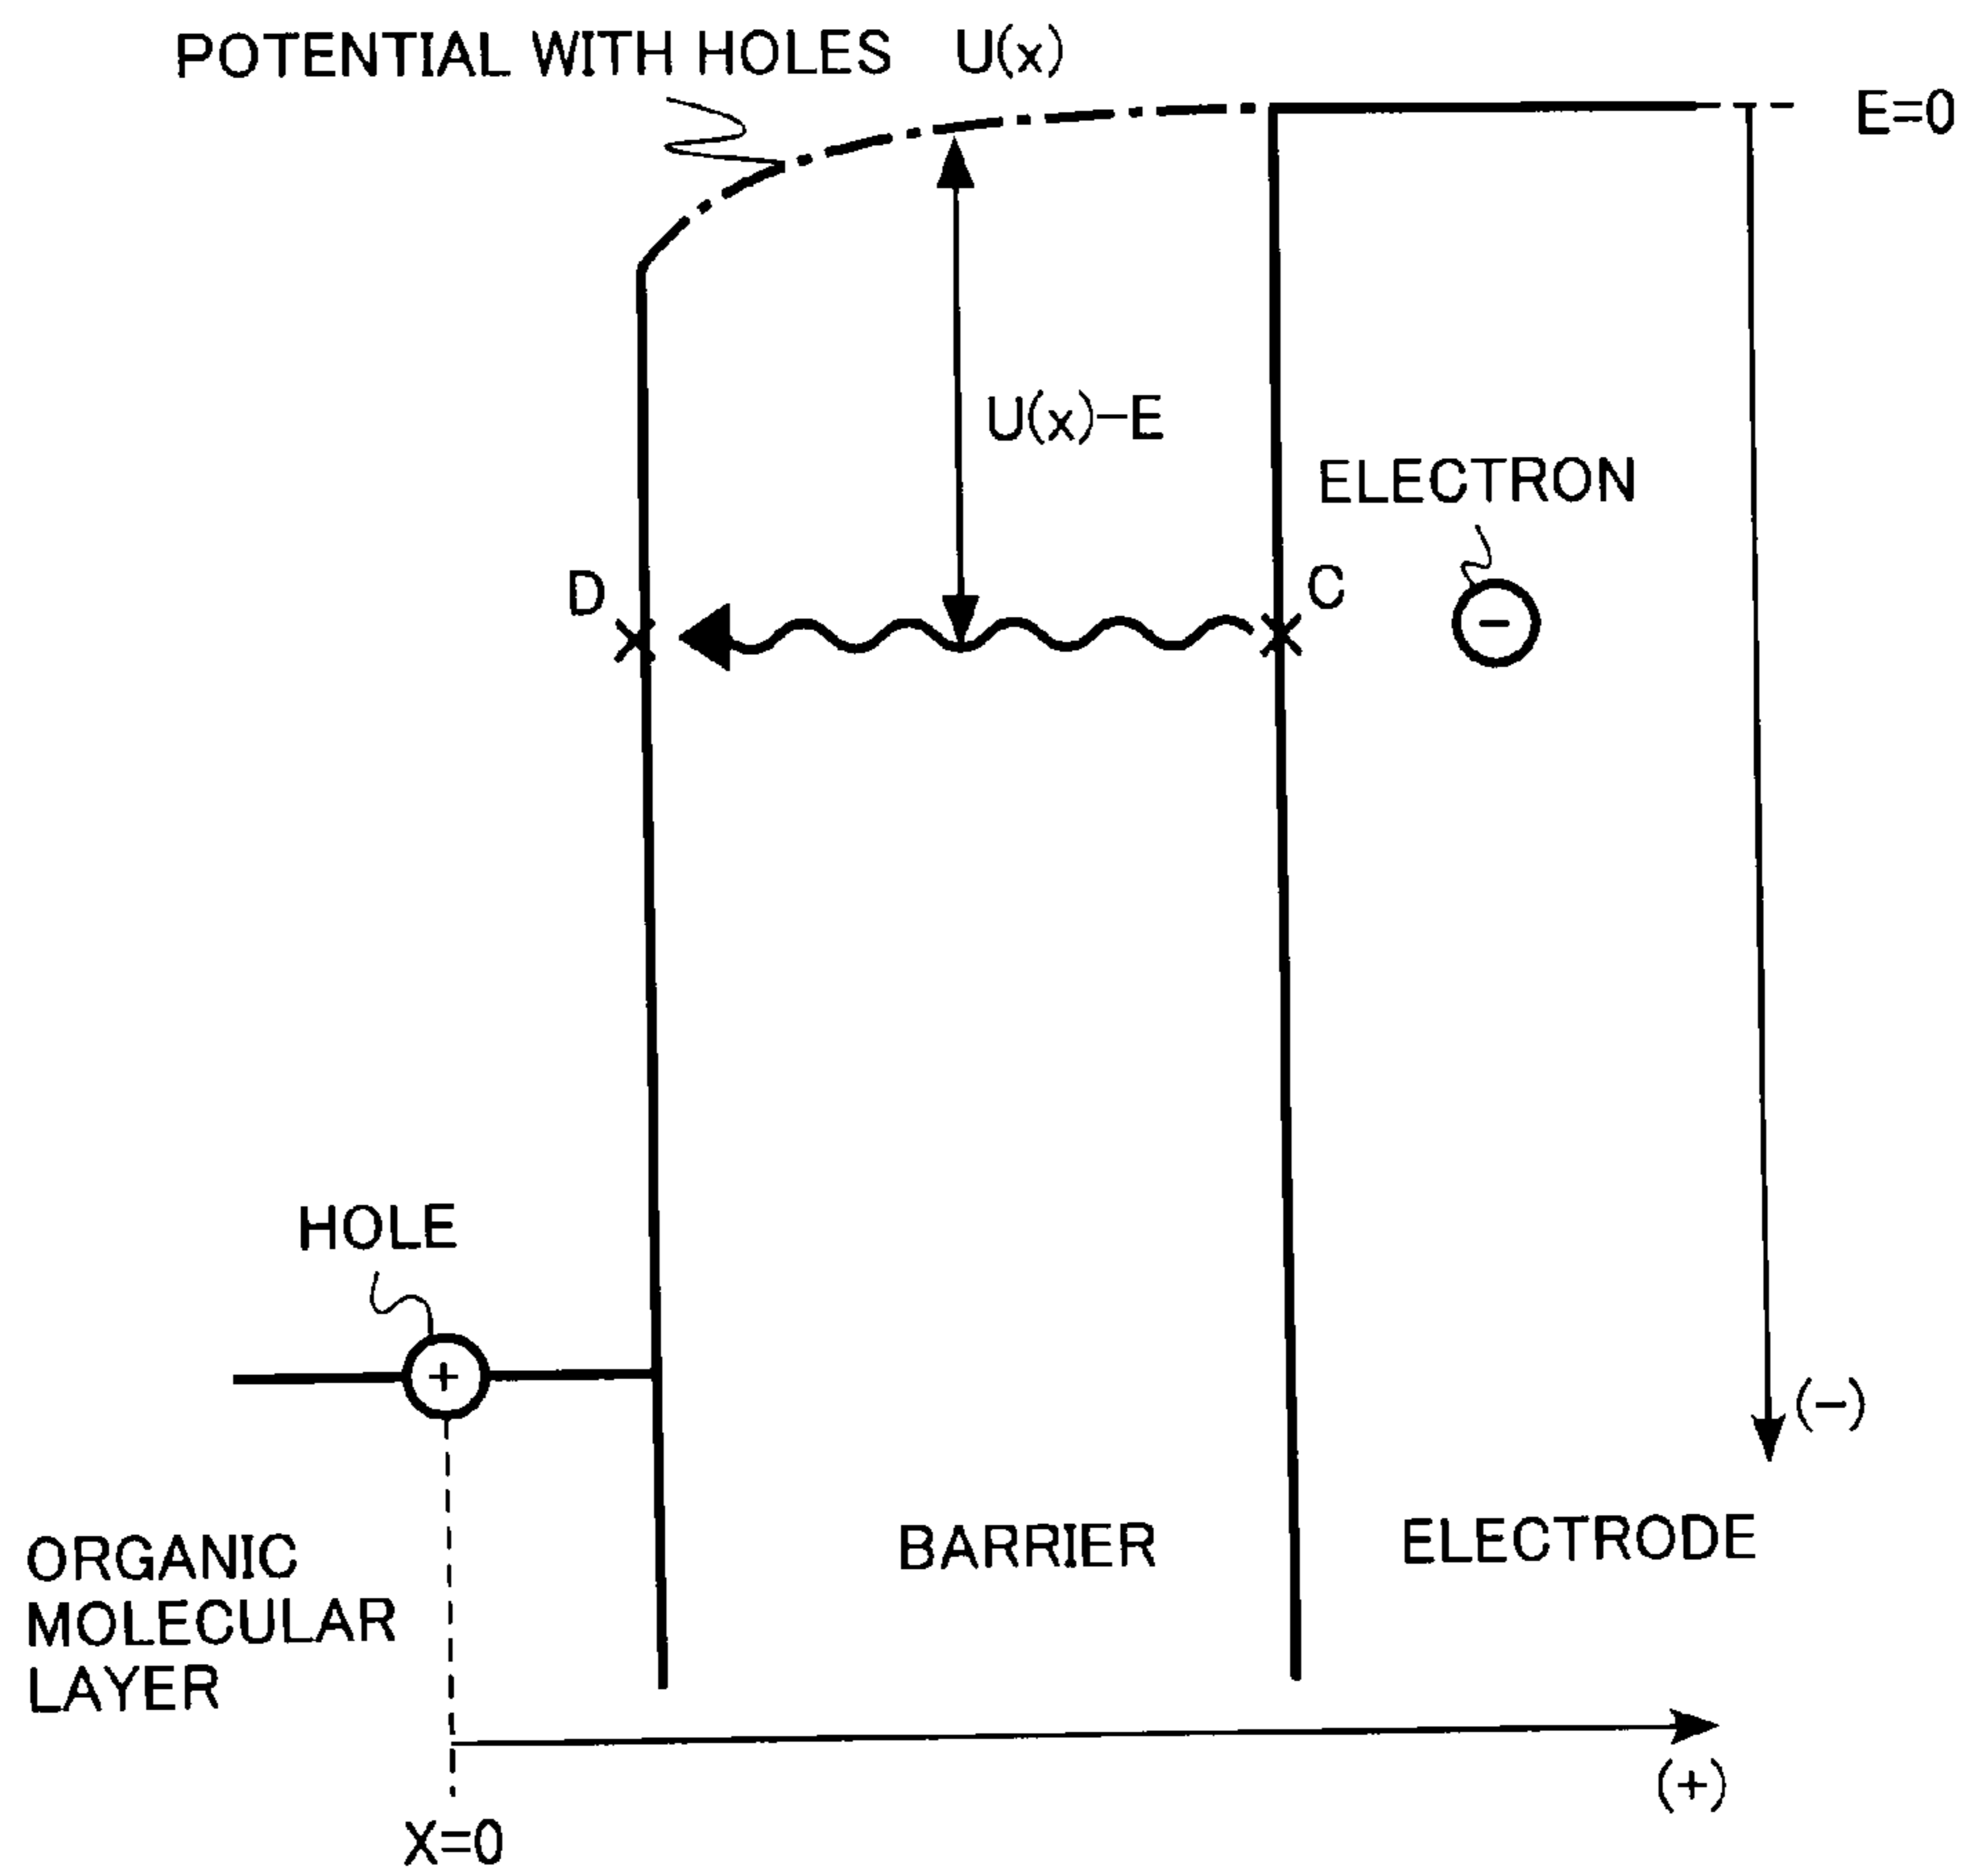 POTENTIAL WITH HOLES U(x)
E=0
U(x)-E
ELECTRON
D
C
-
HOLE
+
(-)
ORGANIC
MOLECULAR
LAYER
BARRIER
ELECTRODE
(+)
X=0